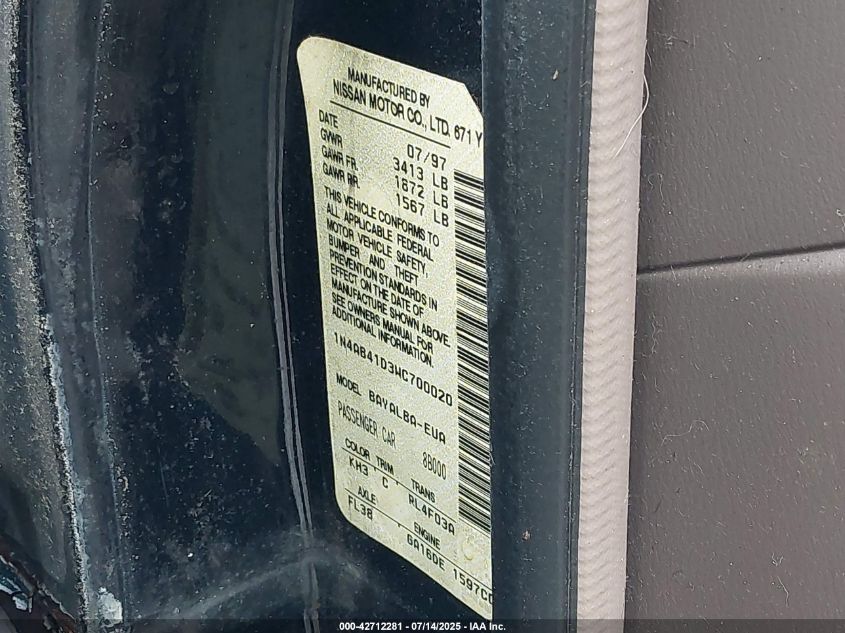 MANUFACTURED BY
NISSAN MOTOR CO., LTD. 671 Y
DATE 07/97
GVWR 3413 LB
GAWR FR. 1872 LB
GAWR RR. 1567 LB
THIS VEHICLE CONFORMS TO
ALL APPLICABLE FEDERAL
MOTOR VEHICLE SAFETY,
BUMPER AND THEFT
PREVENTION STANDARDS IN
EFFECT ON THE DATE OF
MANUFACTURE SHOWN ABOVE.
SEE OWNERS MANUAL FOR
ADDITIONAL INFORMATION.
1N4AB41D3WC700020
MODEL BAYALBA-EUA
PASSENGER CAR 8B000
COLOR TRIM TRANS
KH3 C RL4F03A
AXLE ENGINE
FL38 GA16DE 1597CC
000-42712281 - 07/14/2025 - IAA Inc.